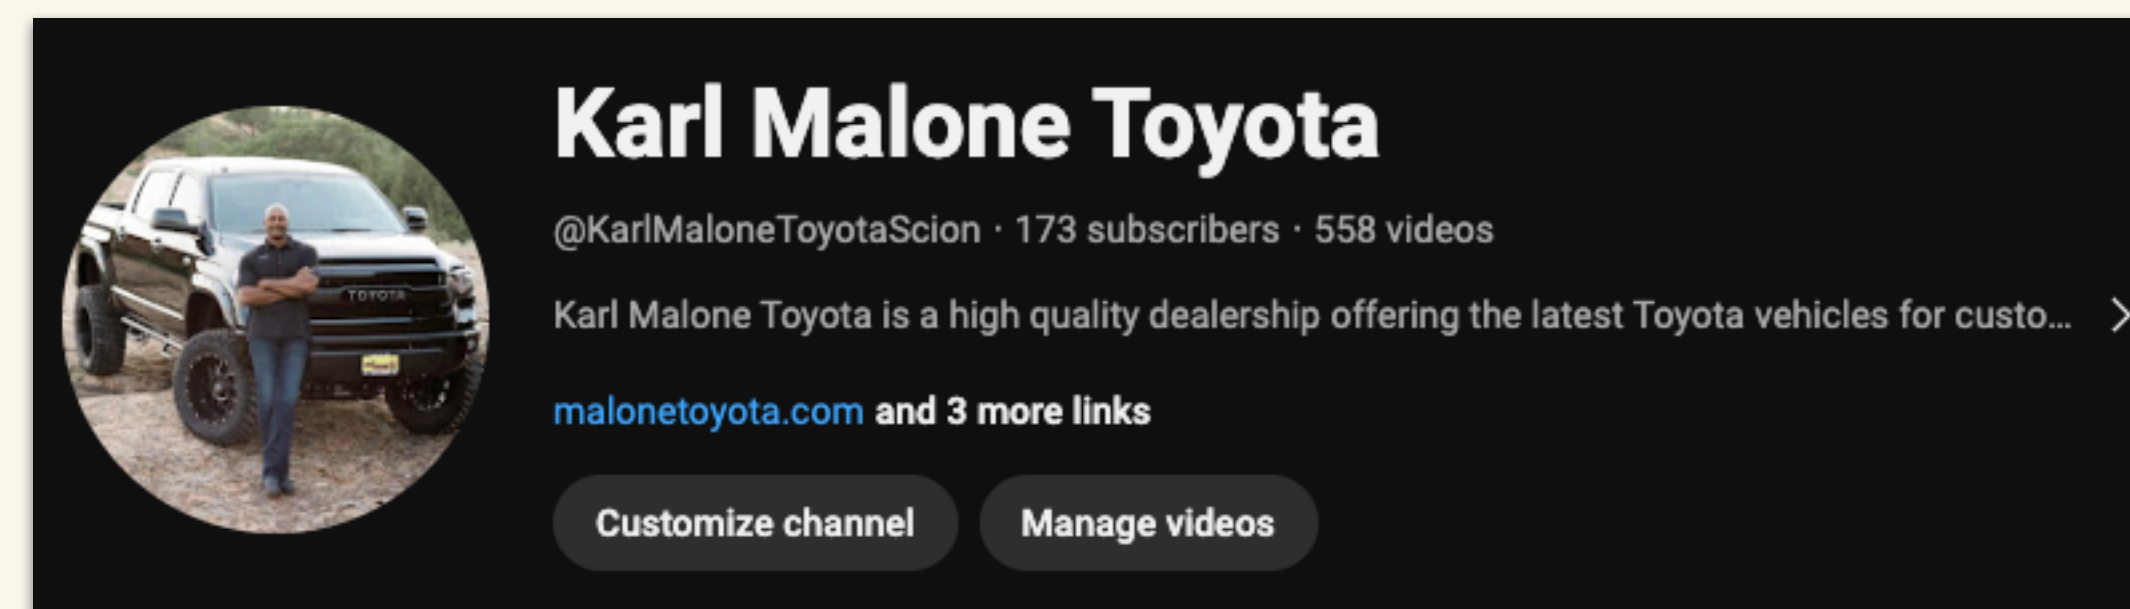 Karl Malone Toyota
@KarlMaloneToyotaScion · 173 subscribers · 558 videos
TOYOTA
Karl Malone Toyota is a high quality dealership offering the latest Toyota vehicles for custo...
malonetoyota.com and 3 more links
Customize channel
Manage videos